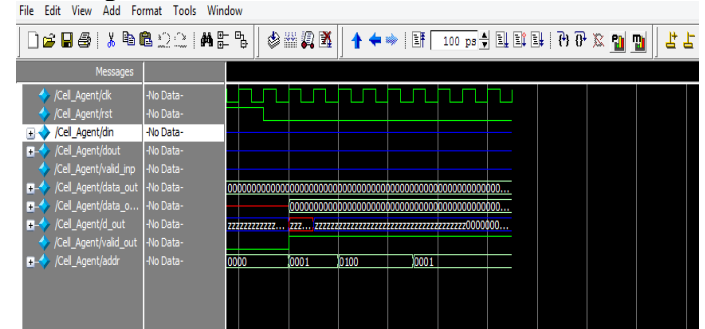 File Edit View Add Format Tools Window
100 ps
Messages
/Cell_Agent/clk -No Data-
/Cell_Agent/rst -No Data-
/Cell_Agent/din -No Data-
/Cell_Agent/dout -No Data-
/Cell_Agent/valid_inp -No Data-
/Cell_Agent/data_out -No Data-
/Cell_Agent/data_o... -No Data-
/Cell_Agent/d_out -No Data- zzzzzzzzzzzz... zzz...
/Cell_Agent/valid_out -No Data-
/Cell_Agent/addr -No Data- 0000 0001 0100 0001